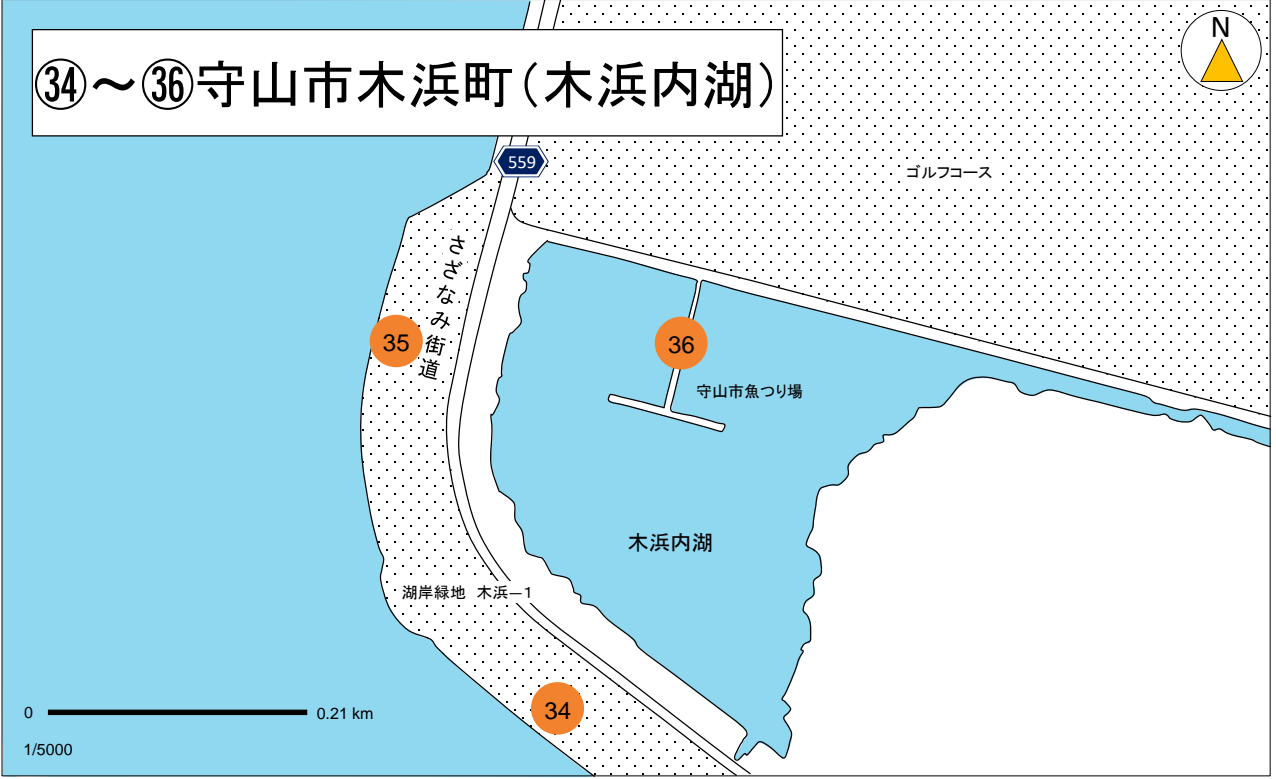 ㉞～㊱守山市木浜町(木浜内湖)
N
559
ゴルフコース
さざなみ街道
35
36
守山市魚つり場
木浜内湖
湖岸緑地 木浜－1
34
0 0.21 km
1/5000